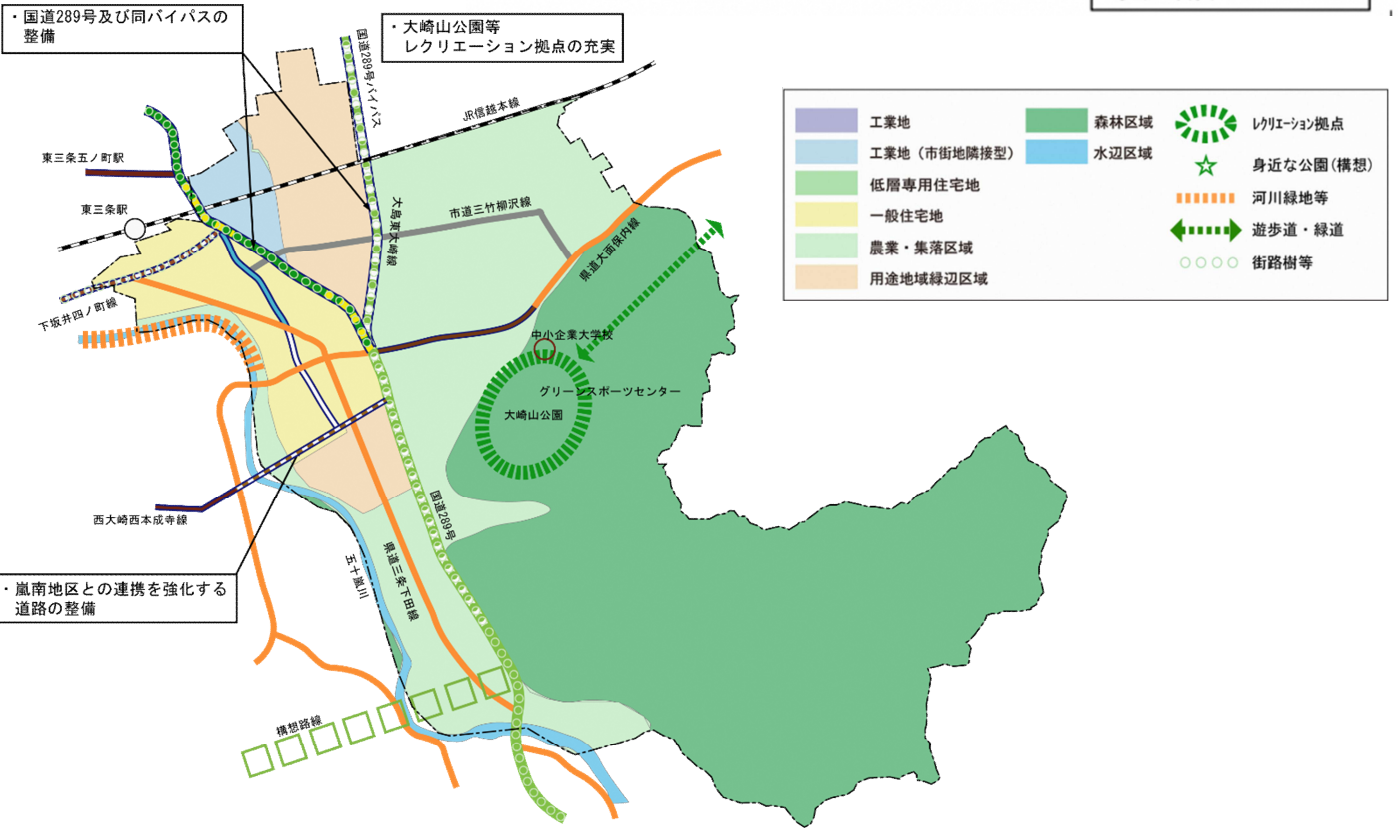 ・国道289号及び同バイパスの
整備
・大崎山公園等
レクリエーション拠点の充実
国道289号バイパス
JR信越本線
東三条五ノ町駅
東三条駅
大島東大崎線
市道三竹柳沢線
県道大面保内線
下坂井四ノ町線
中小企業大学校
グリーンスポーツセンター
大崎山公園
西大崎西本成寺線
国道289号
五十嵐川
県道三条下田線
・嵐南地区との連携を強化する
道路の整備
構想路線
工業地
工業地（市街地隣接型）
低層専用住宅地
一般住宅地
農業・集落区域
用途地域緑辺区域
森林区域
水辺区域
レクリエーション拠点
身近な公園(構想)
河川緑地等
遊歩道・緑道
街路樹等